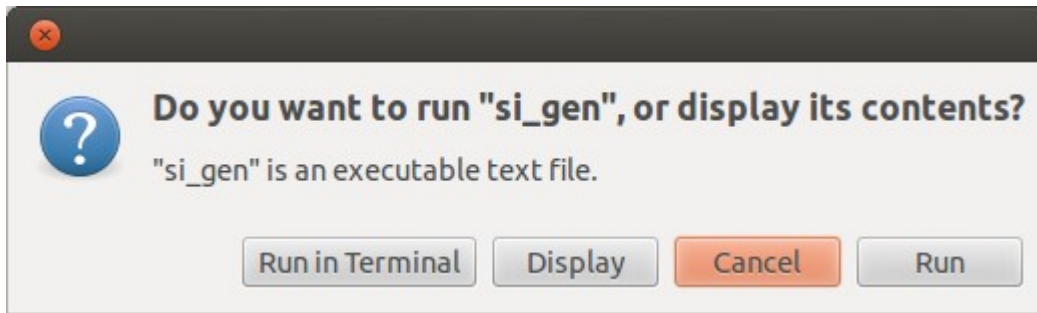 Do you want to run "si_gen", or display its contents?
"si_gen" is an executable text file.
Run in Terminal Display Cancel Run